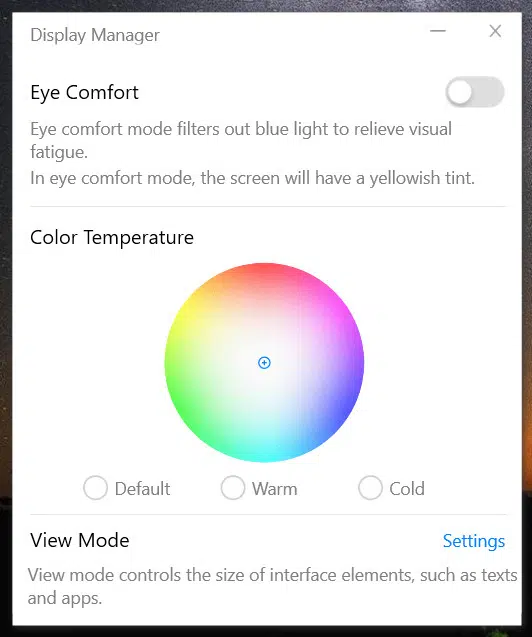 Display Manager
Eye Comfort
Eye comfort mode filters out blue light to relieve visual
fatigue.
In eye comfort mode, the screen will have a yellowish tint.
Color Temperature
Default
Warm
Cold
View Mode
Settings
View mode controls the size of interface elements, such as texts
and apps.